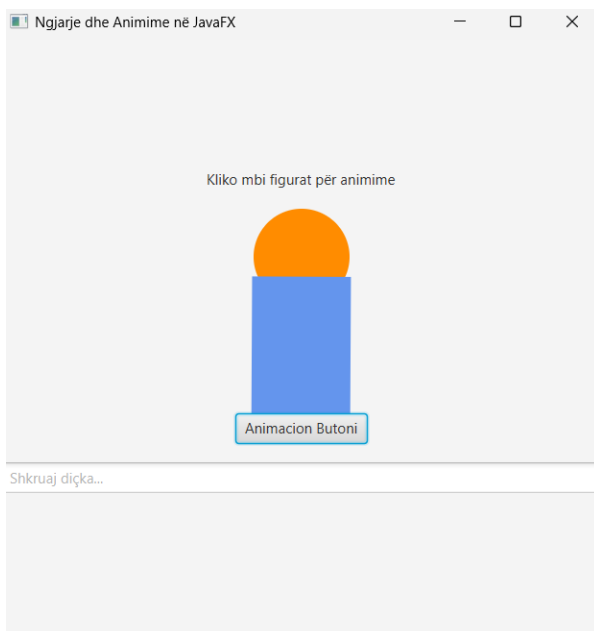 Ngjarje dhe Animime në JavaFX
Kliko mbi figurat për animime
Animacion Butoni
Shkruaj diçka...